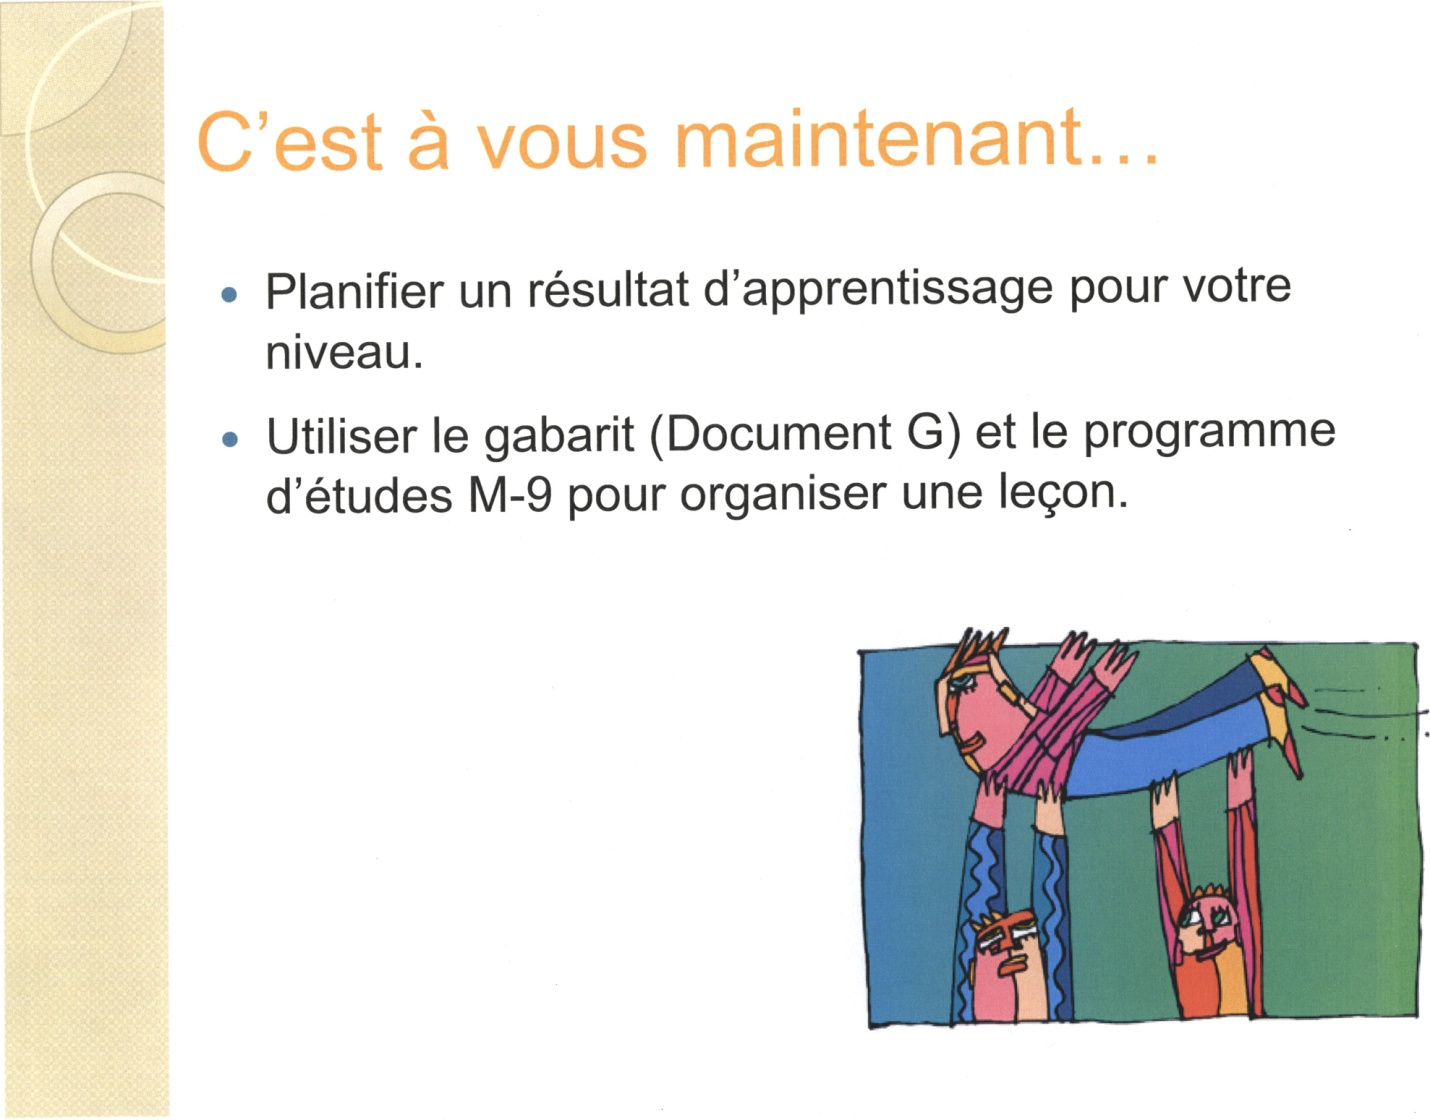 C’est à vous maintenant…
• Planifier un résultat d’apprentissage pour votre
niveau.
• Utiliser le gabarit (Document G) et le programme
d’études M-9 pour organiser une leçon.